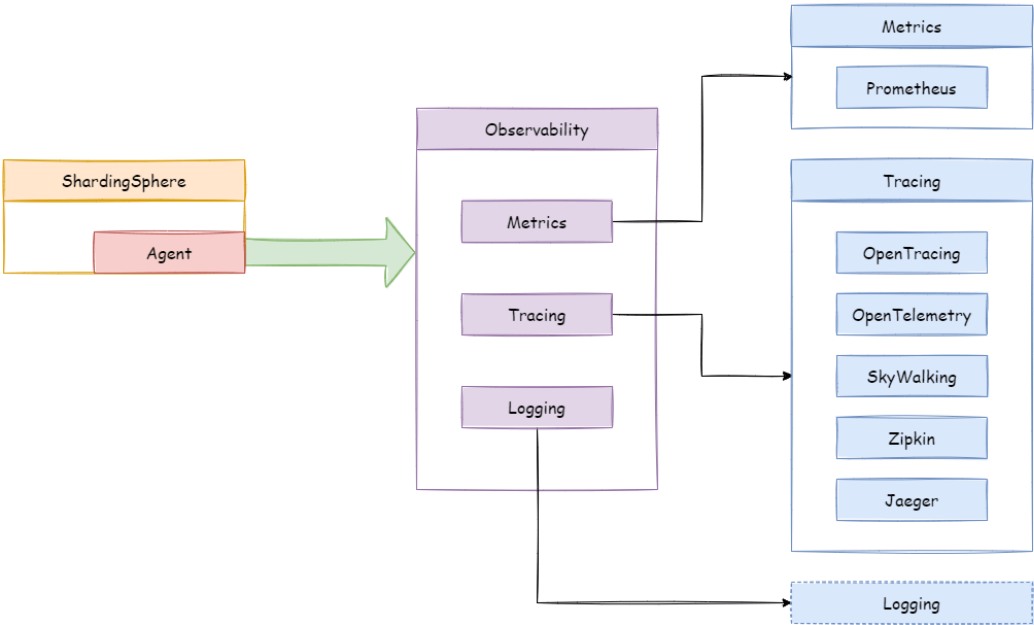 ShardingSphere
Agent
Observability
Metrics
Tracing
Logging
Metrics
Prometheus
Tracing
OpenTracing
OpenTelemetry
SkyWalking
Zipkin
Jaeger
Logging